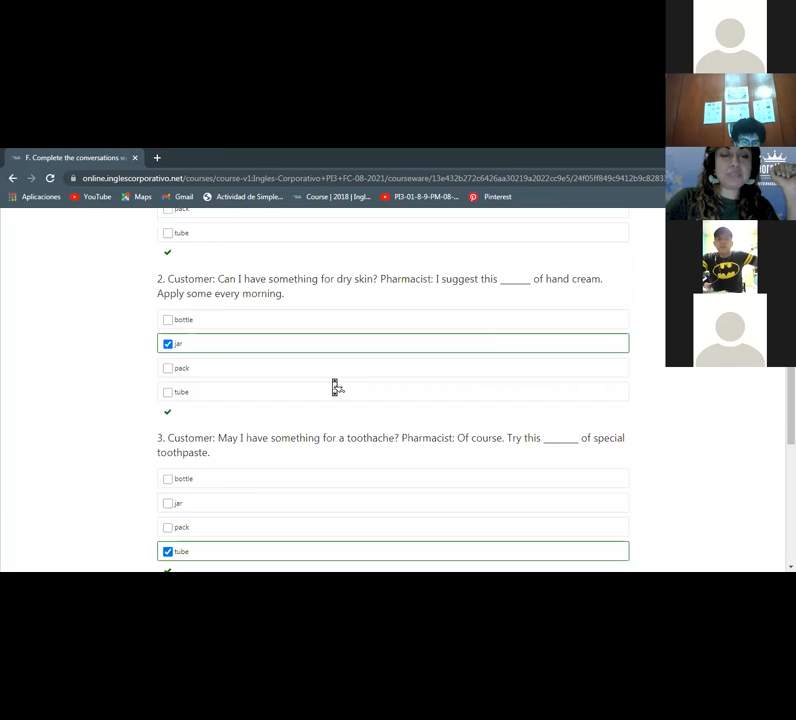 F. Complete the conversations w
online.inglescorporativo.net/courses/course-v1:Ingles-Corporativo+PI3+FC-08-2021/courseware/13e432b272c6426aa30219a2022cc9e5/24f05ff849c9412b9c8283
Aplicaciones YouTube Maps Gmail Actividad de Simple... Course | 2018 | Ingl... PI3-01-8-9-PM-08-... Pinterest
pack
tube
2. Customer: Can I have something for dry skin? Pharmacist: I suggest this ______ of hand cream.
Apply some every morning.
bottle
jar
pack
tube
3. Customer: May I have something for a toothache? Pharmacist: Of course. Try this _______ of special
toothpaste.
bottle
jar
pack
tube